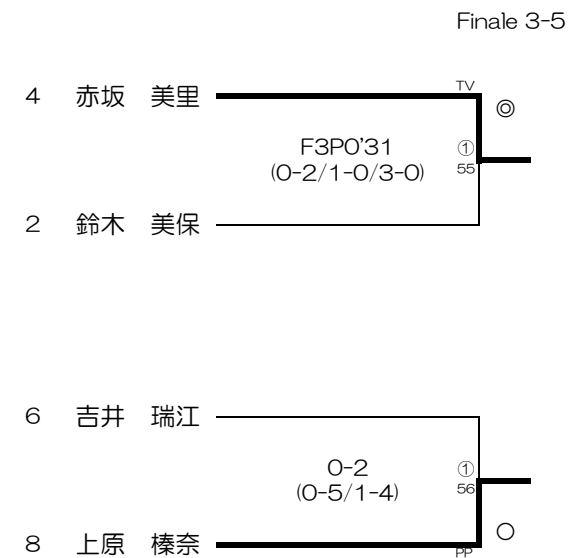 Finale 3-5
TV
4 赤坂 美里
◎
F3PO'31 ①
(0-2/1-0/3-0) 55
2 鈴木 美保
6 吉井 瑞江
0-2 ①
(0-5/1-4) 56
○
8 上原 榛奈
PP